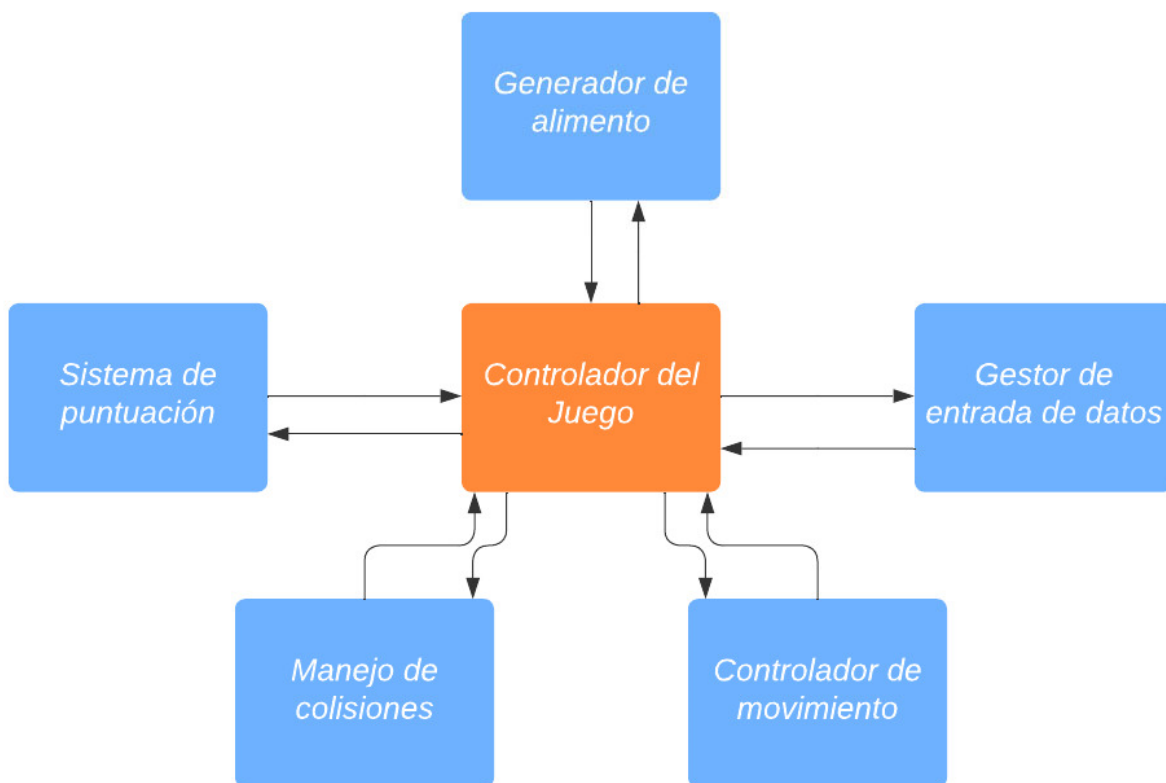 Generador de
alimento
Sistema de
puntuación
Controlador del
Juego
Gestor de
entrada de datos
Manejo de
colisiones
Controlador de
movimiento